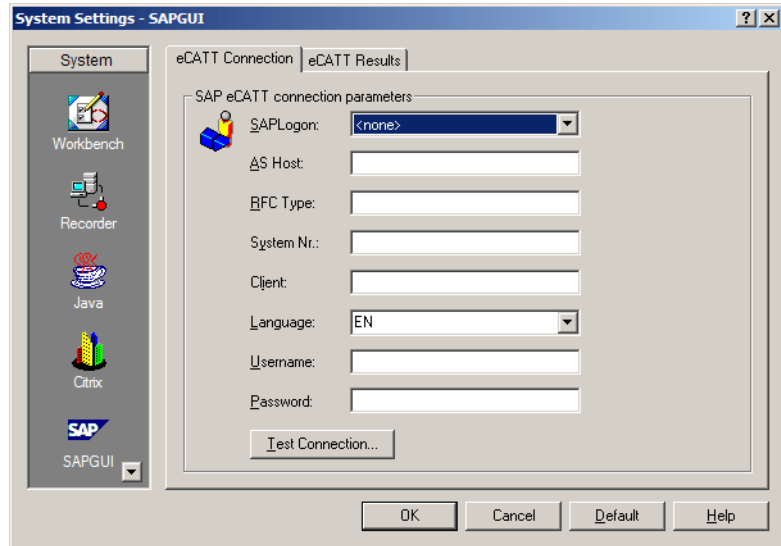 System Settings - SAPGUI
System
Workbench
Recorder
Java
Citrix
SAP
SAPGUI
eCATT Connection
eCATT Results
SAP eCATT connection parameters
SAPLogon: <none>
AS Host:
RFC Type:
System Nr.:
Client:
Language: EN
Username:
Password:
Test Connection...
OK Cancel Default Help